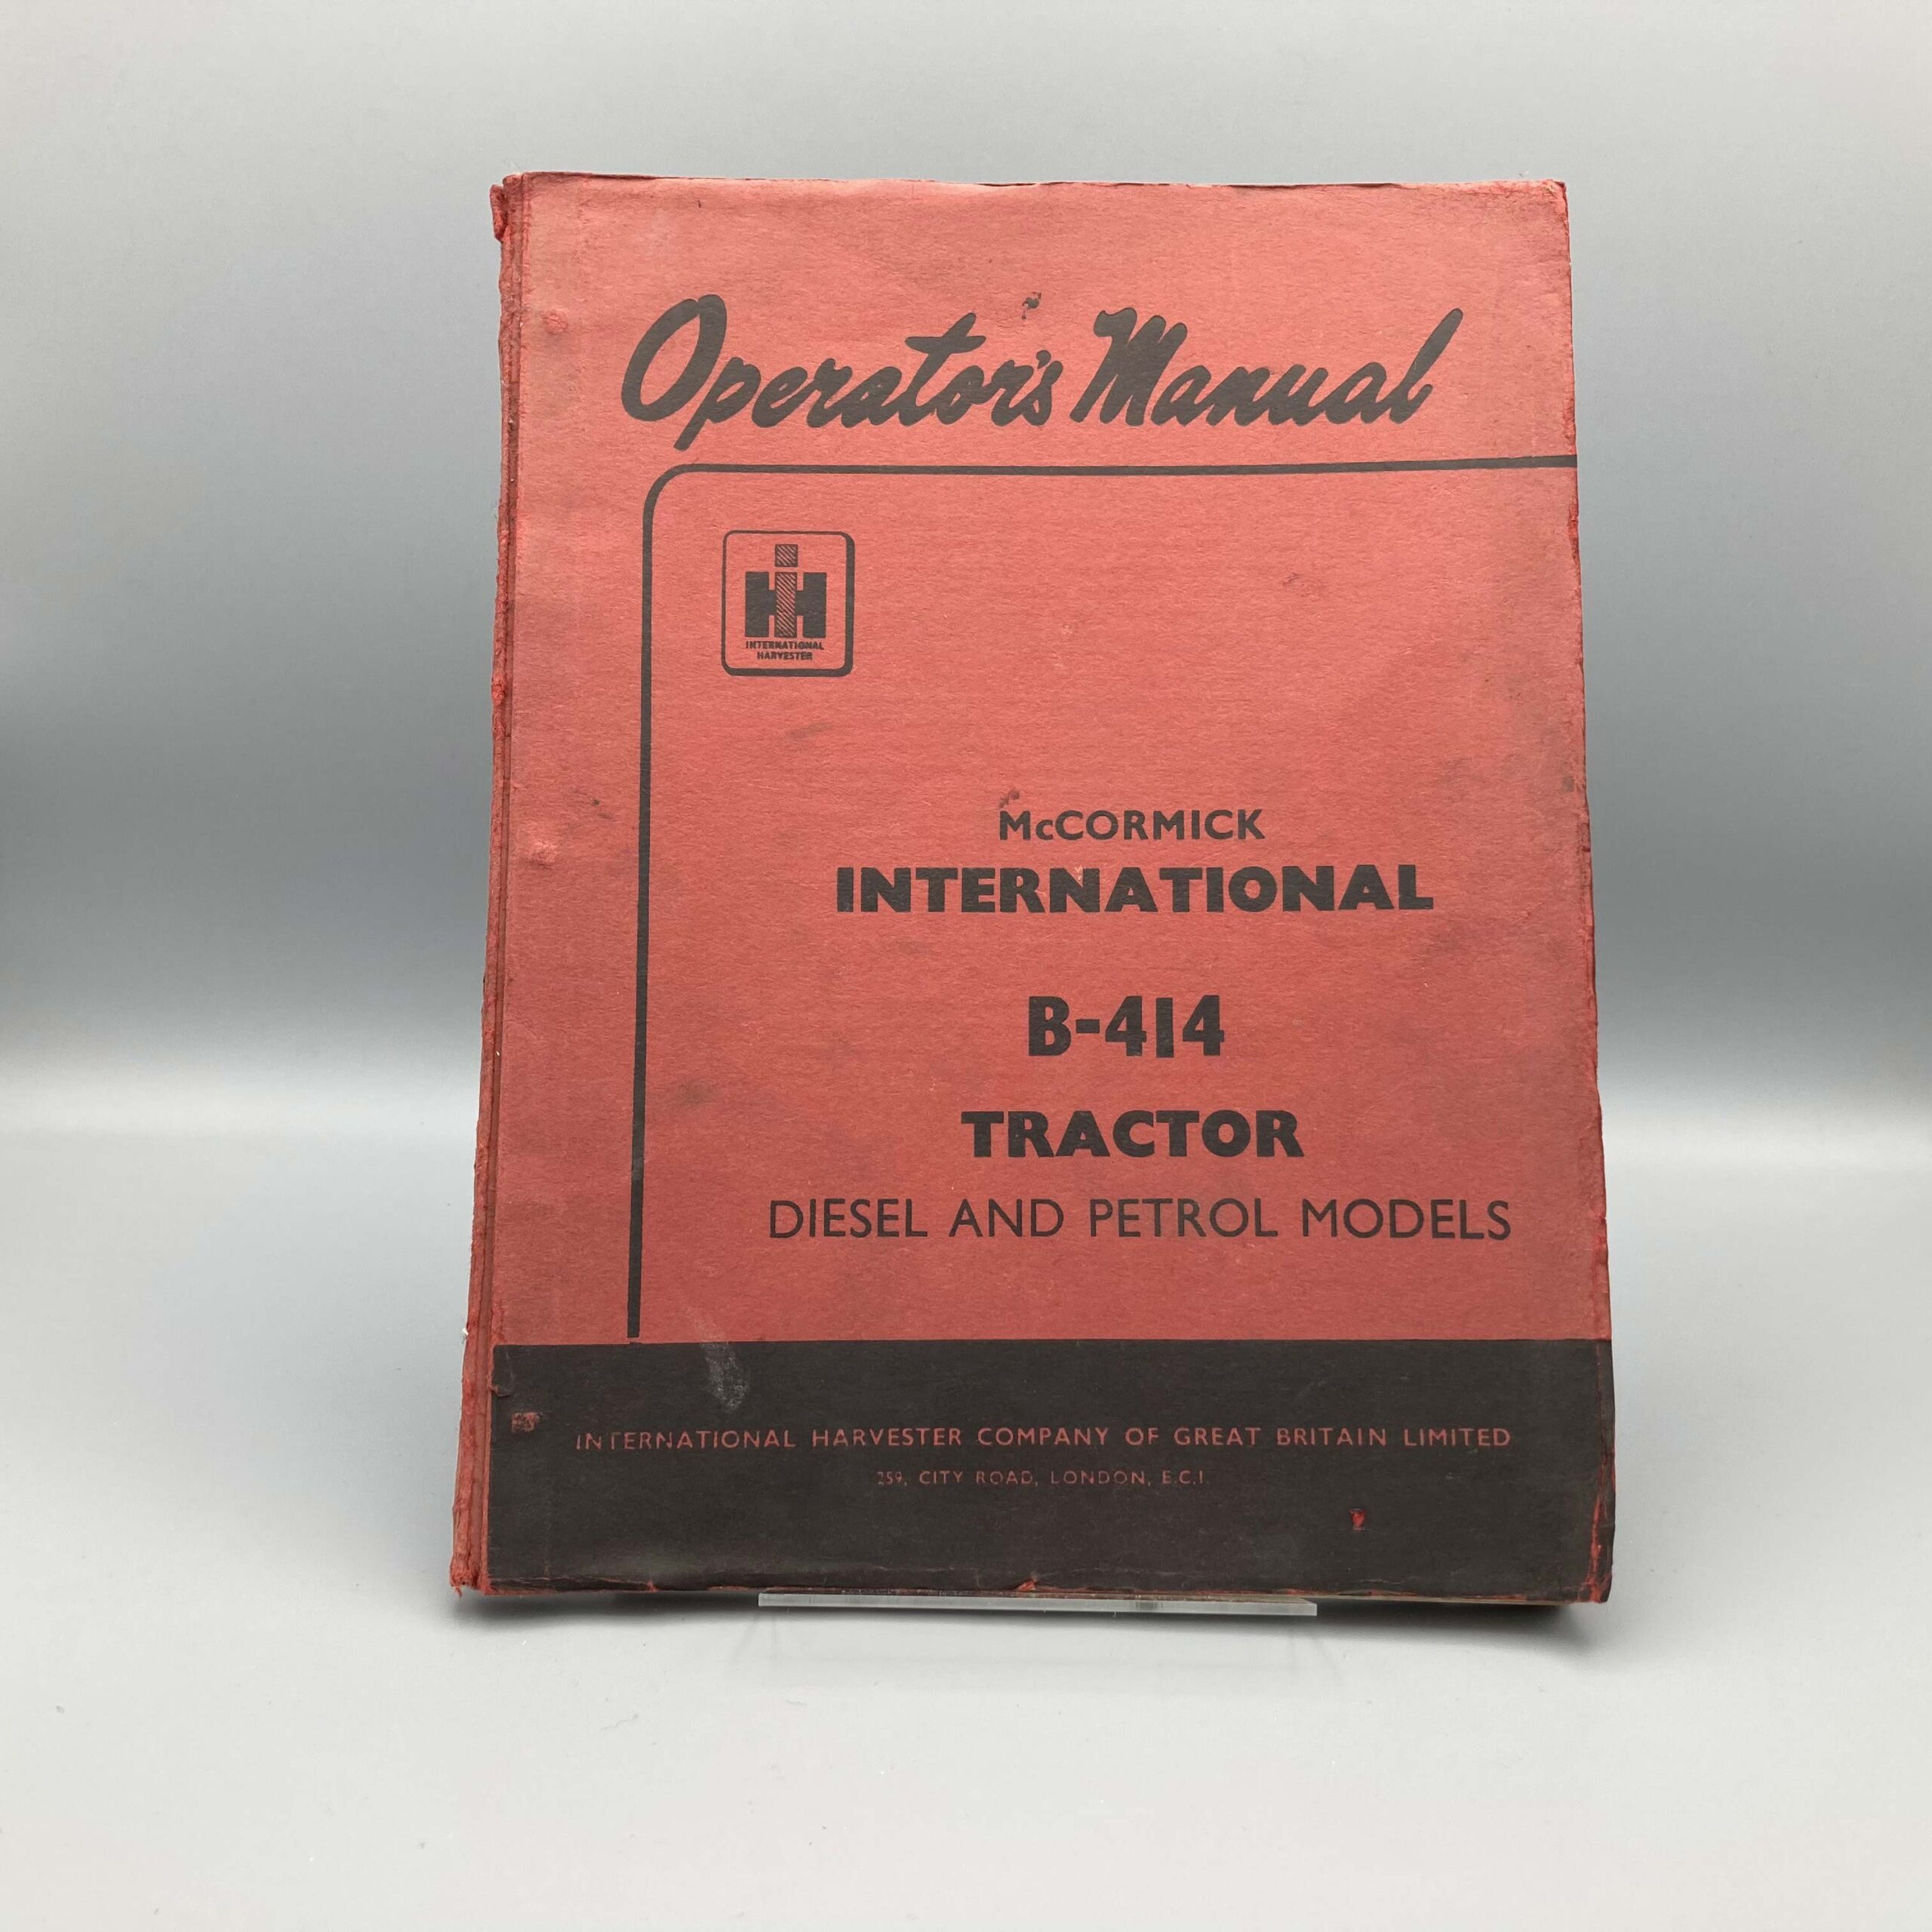 Operator's Manual
IH
INTERNATIONAL
HARVESTER
McCORMICK
INTERNATIONAL
B-414
TRACTOR
DIESEL AND PETROL MODELS
INTERNATIONAL HARVESTER COMPANY OF GREAT BRITAIN LIMITED
259, CITY ROAD, LONDON, E.C.1.